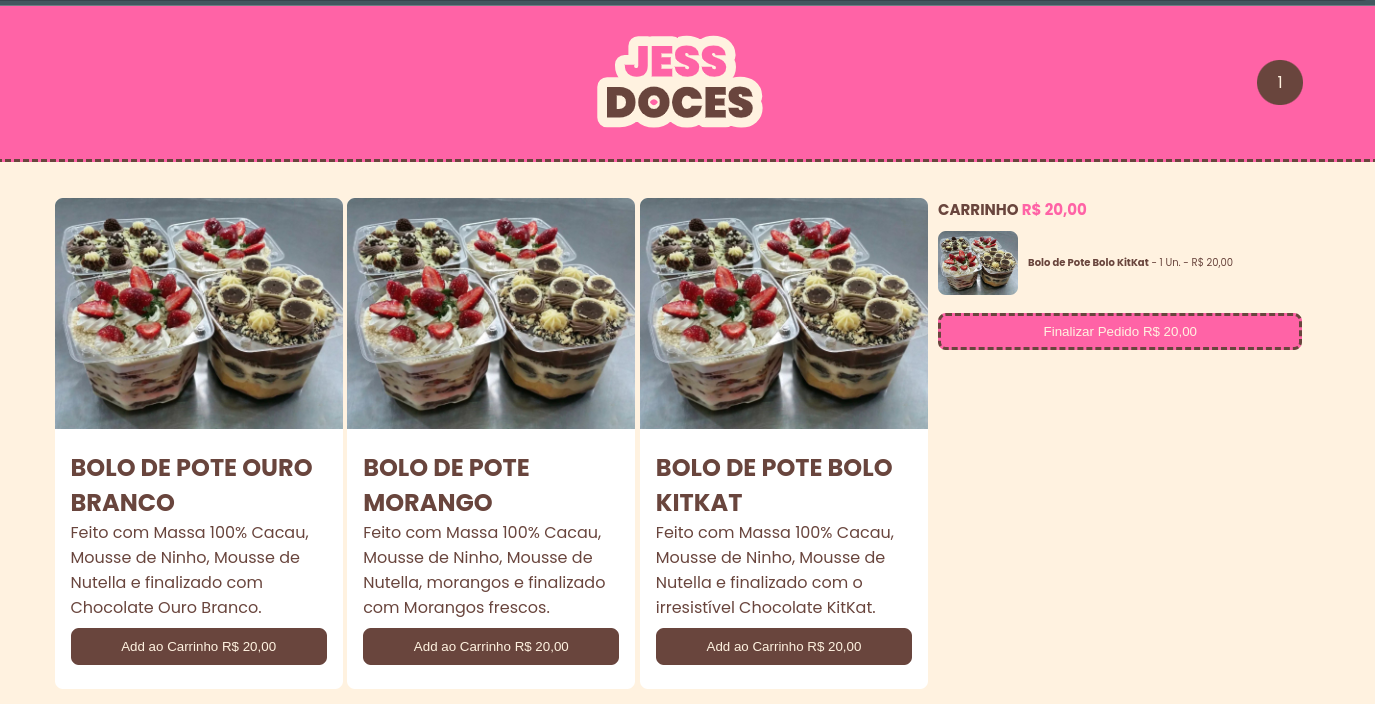 JESS
DOCES
1
BOLO DE POTE OURO
BRANCO
Feito com Massa 100% Cacau,
Mousse de Ninho, Mousse de
Nutella e finalizado com
Chocolate Ouro Branco.
Add ao Carrinho R$ 20,00
BOLO DE POTE
MORANGO
Feito com Massa 100% Cacau,
Mousse de Ninho, Mousse de
Nutella, morangos e finalizado
com Morangos frescos.
Add ao Carrinho R$ 20,00
BOLO DE POTE BOLO
KITKAT
Feito com Massa 100% Cacau,
Mousse de Ninho, Mousse de
Nutella e finalizado com o
irresistível Chocolate KitKat.
Add ao Carrinho R$ 20,00
CARRINHO R$ 20,00
Bolo de Pote Bolo KitKat - 1 Un. - R$ 20,00
Finalizar Pedido R$ 20,00